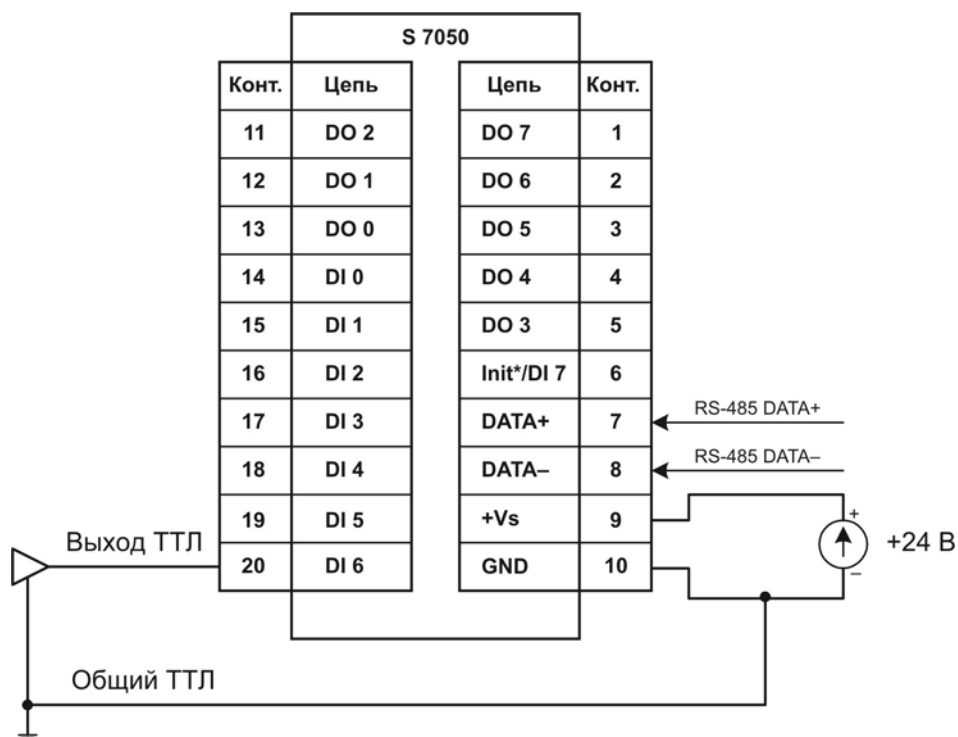 S 7050
Конт. Цепь Цепь Конт.
11 DO 2 DO 7 1
12 DO 1 DO 6 2
13 DO 0 DO 5 3
14 DI 0 DO 4 4
15 DI 1 DO 3 5
16 DI 2 Init*/DI 7 6
17 DI 3 DATA+ 7 RS-485 DATA+
18 DI 4 DATA– 8 RS-485 DATA–
19 DI 5 +Vs 9
+
+24 В
–
Выход ТТЛ 20 DI 6 GND 10
Общий ТТЛ